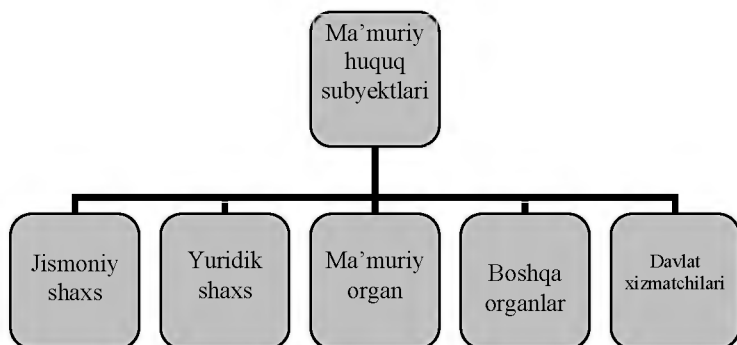 Ma’muriy
huquq
subyektlari
Jismoniy
shaxs
Yuridik
shaxs
Ma’muriy
organ
Boshqa
organlar
Davlat
xizmatchilari